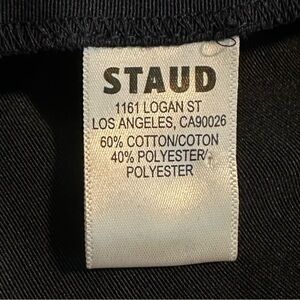 STAUD
1161 LOGAN ST
LOS ANGELES, CA90026
60% COTTON/COTON
40% POLYESTER/
POLYESTER